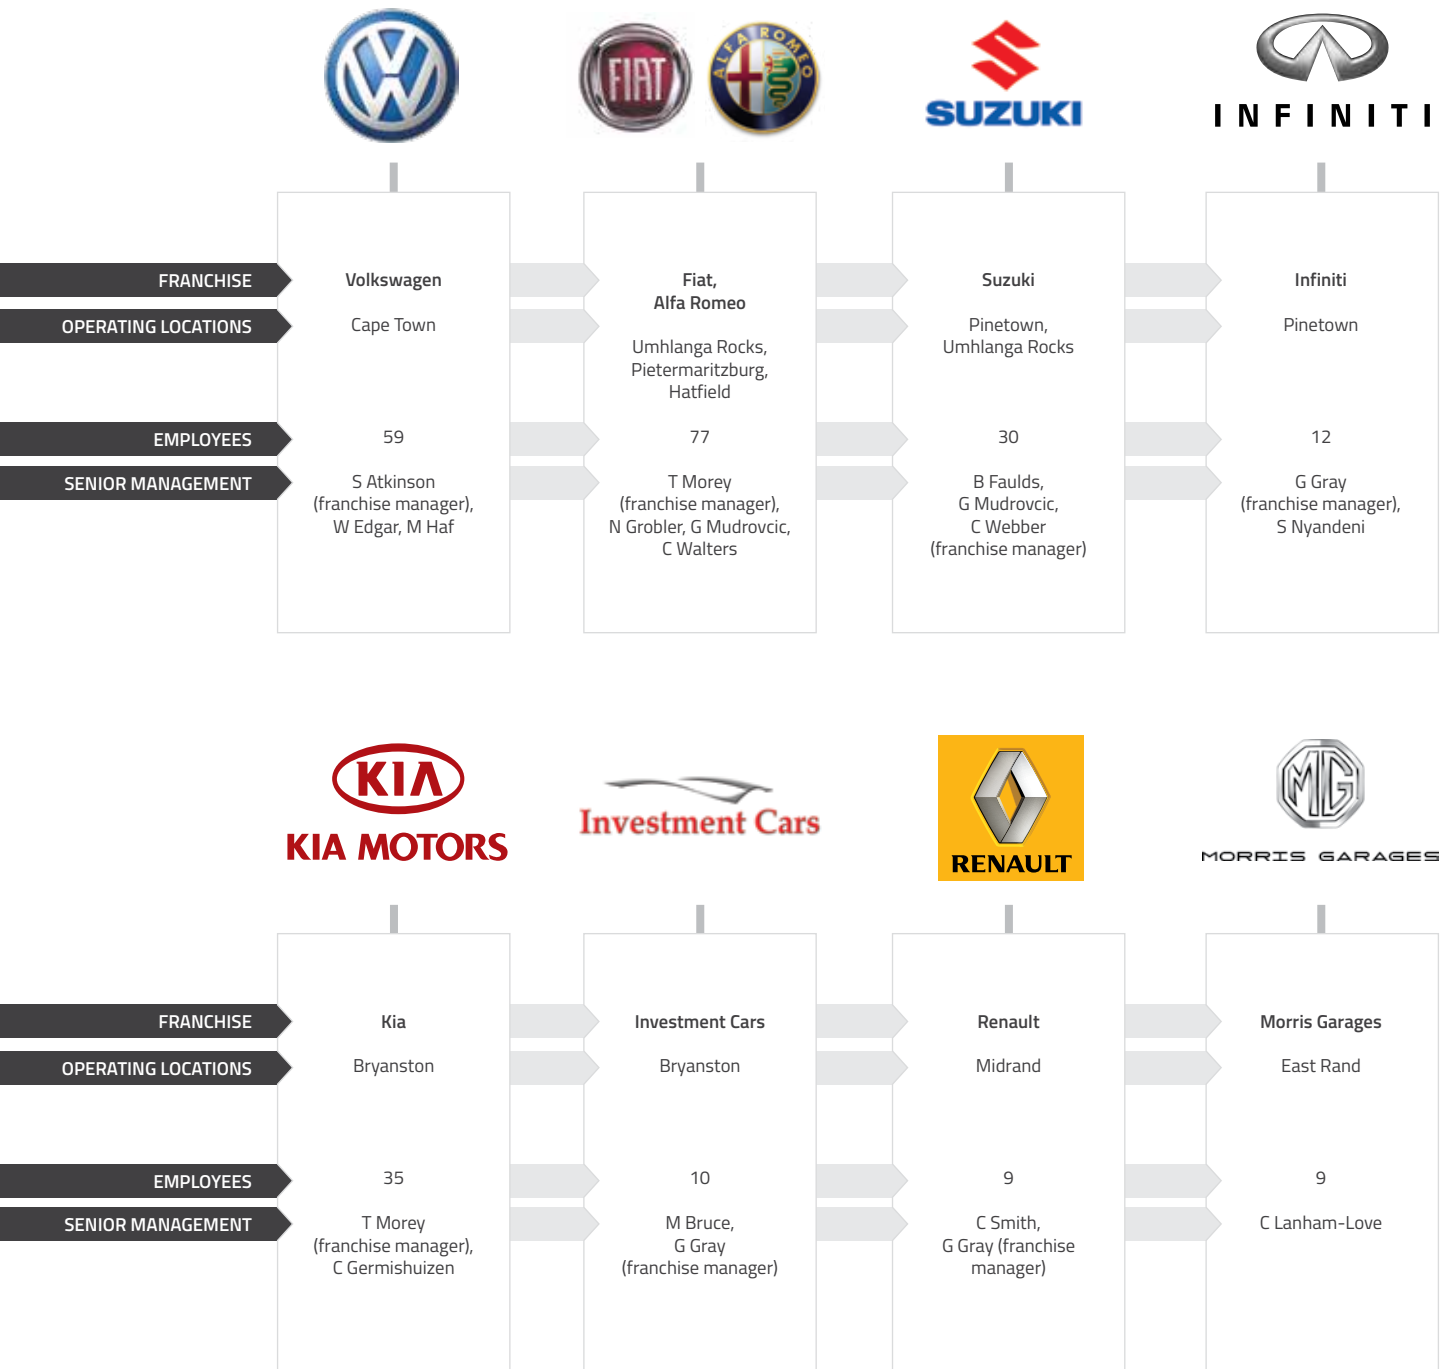 FIAT
ALFA ROMEO
SUZUKI
INFINITI
FRANCHISE
Volkswagen
Fiat,
Alfa Romeo
Suzuki
Infiniti
OPERATING LOCATIONS
Cape Town
Umhlanga Rocks,
Pietermaritzburg,
Hatfield
Pinetown,
Umhlanga Rocks
Pinetown
EMPLOYEES
59
77
30
12
SENIOR MANAGEMENT
S Atkinson
(franchise manager),
W Edgar, M Haf
T Morey
(franchise manager),
N Grobler, G Mudrovcic,
C Walters
B Faulds,
G Mudrovcic,
C Webber
(franchise manager)
G Gray
(franchise manager),
S Nyandeni
KIA
KIA MOTORS
Investment Cars
RENAULT
MG
MORRIS GARAGES
FRANCHISE
Kia
Investment Cars
Renault
Morris Garages
OPERATING LOCATIONS
Bryanston
Bryanston
Midrand
East Rand
EMPLOYEES
35
10
9
9
SENIOR MANAGEMENT
T Morey
(franchise manager),
C Germishuizen
M Bruce,
G Gray
(franchise manager)
C Smith,
G Gray (franchise
manager)
C Lanham-Love